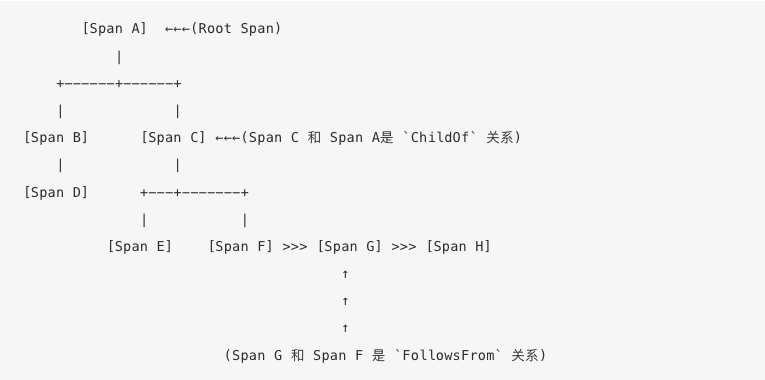 [Span A]  ←←←(Root Span)
|
+——————+——————+
|             |
[Span B]      [Span C] ←←←(Span C 和 Span A是 `ChildOf` 关系)
|             |
[Span D]      +———+———————+
|           |
[Span E]    [Span F] >>> [Span G] >>> [Span H]
↑
↑
↑
(Span G 和 Span F 是 `FollowsFrom` 关系)